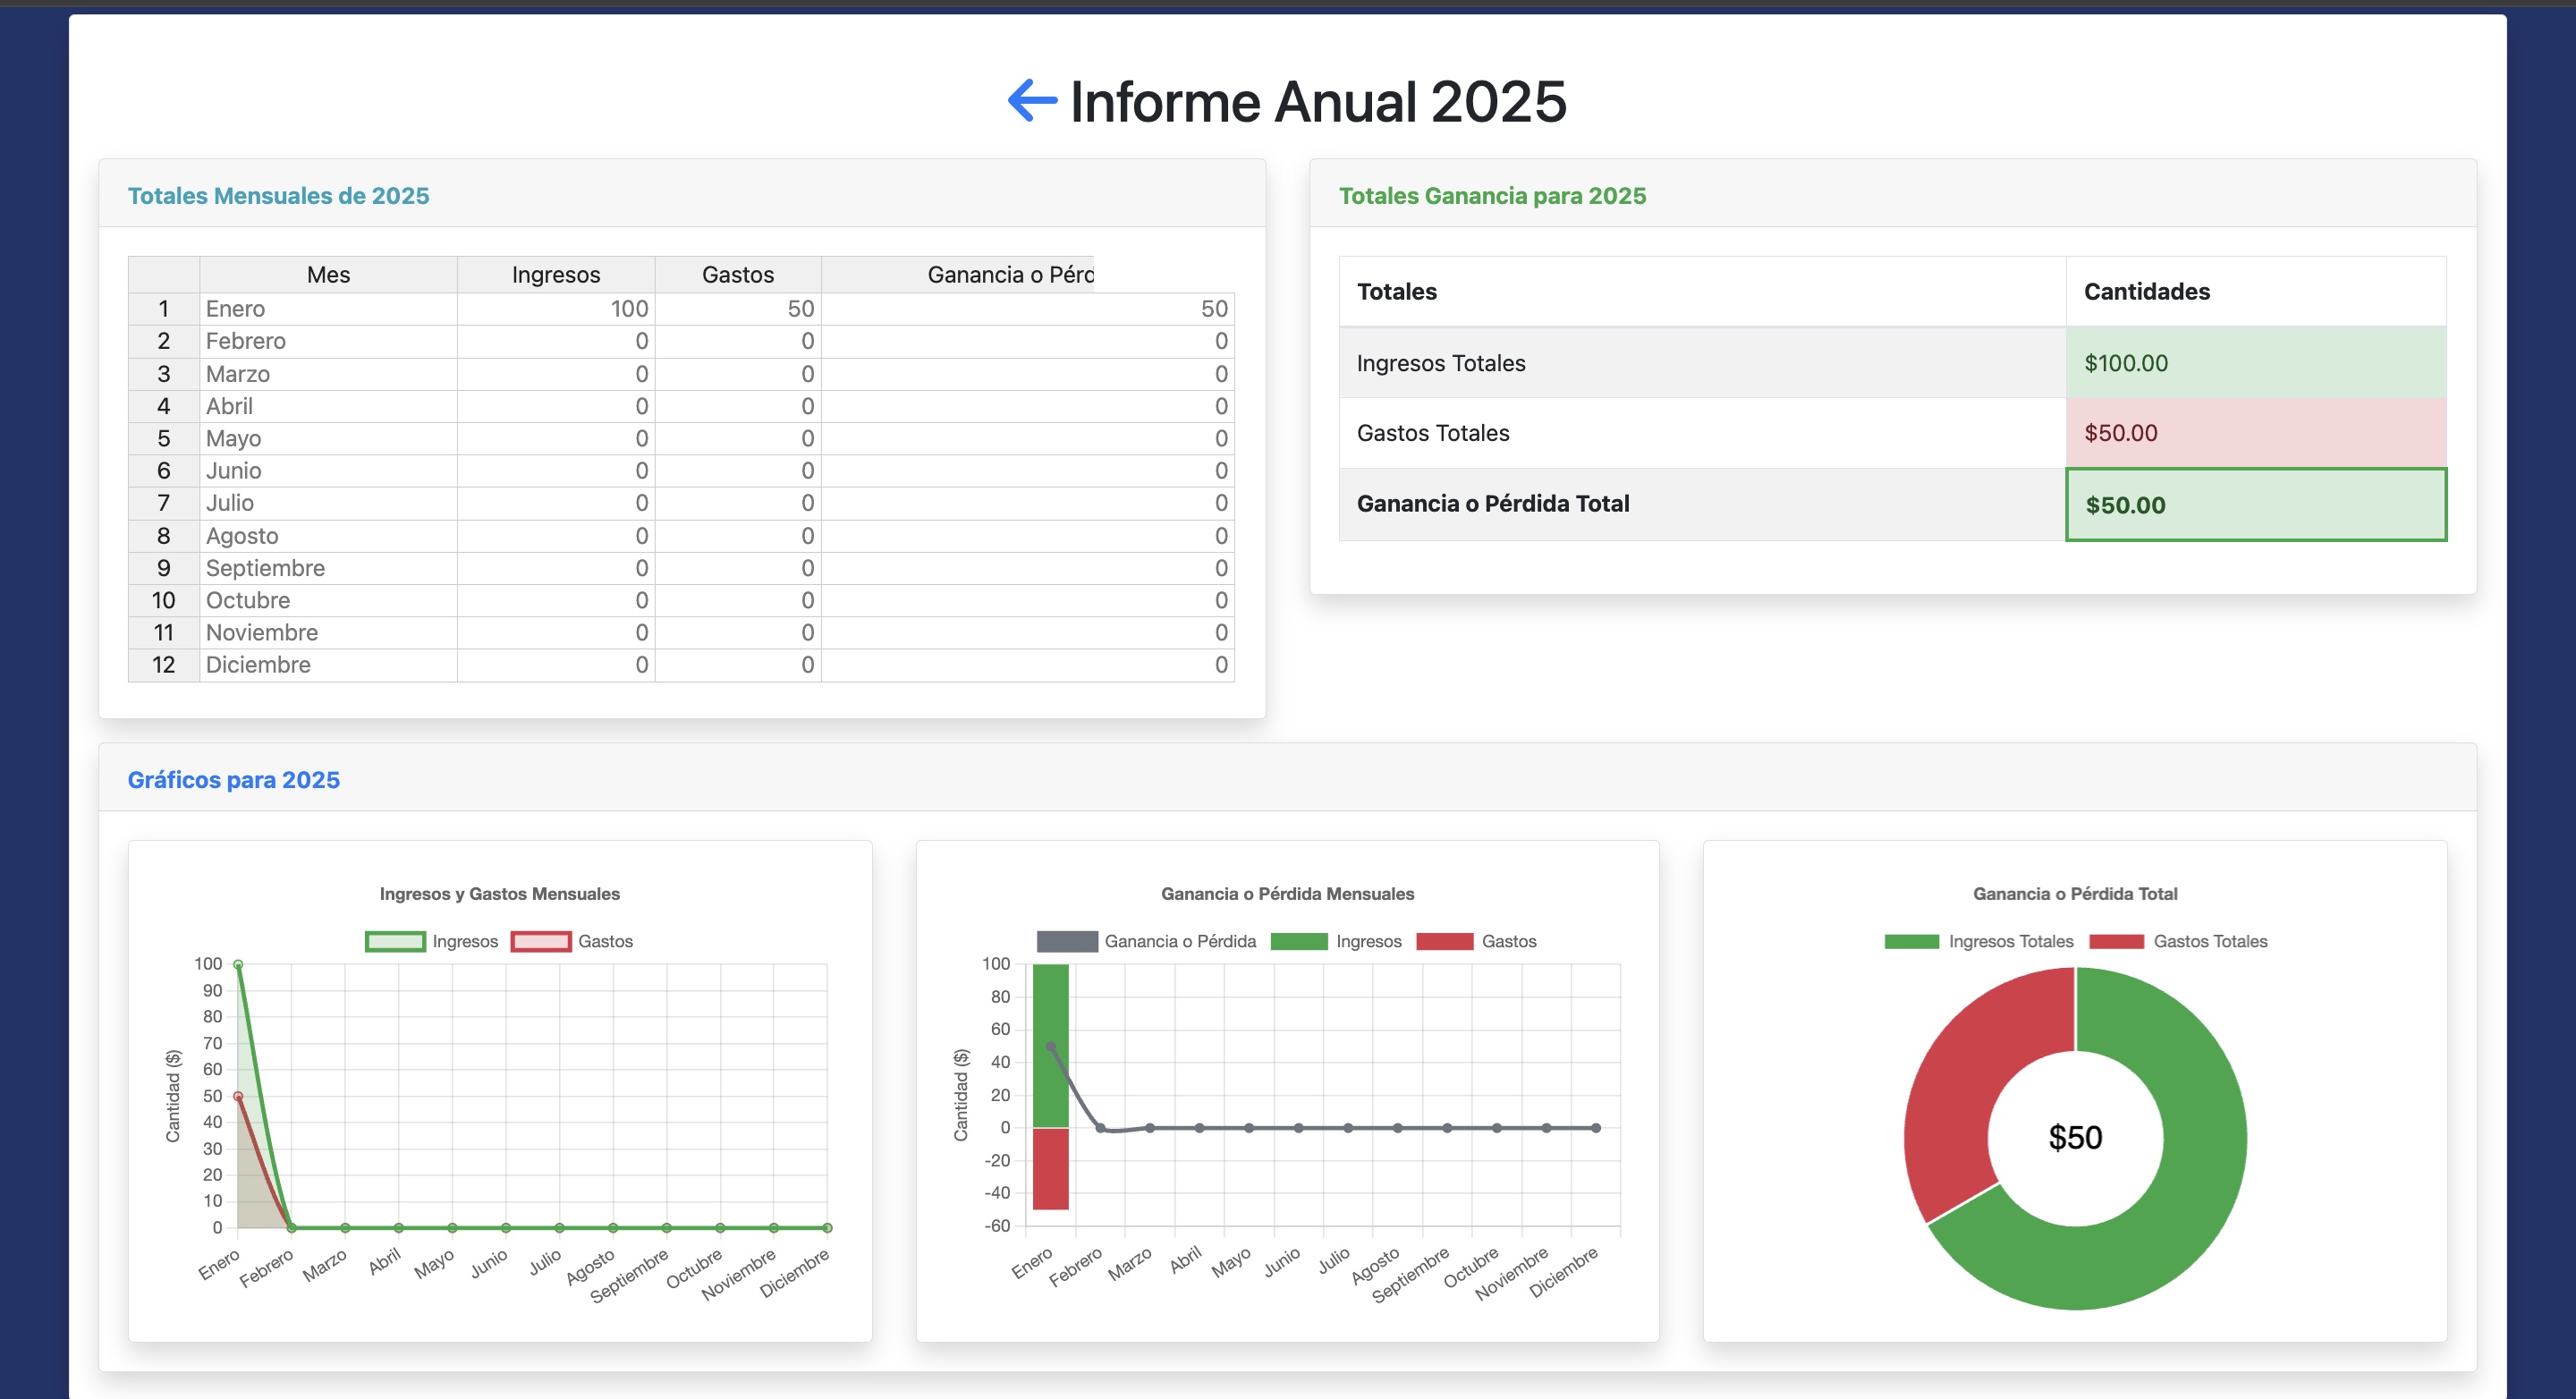 Informe Anual 2025
Totales Mensuales de 2025
Mes Ingresos Gastos Ganancia o Pérd
1 Enero 100 50 50
2 Febrero 0 0 0
3 Marzo 0 0 0
4 Abril 0 0 0
5 Mayo 0 0 0
6 Junio 0 0 0
7 Julio 0 0 0
8 Agosto 0 0 0
9 Septiembre 0 0 0
10 Octubre 0 0 0
11 Noviembre 0 0 0
12 Diciembre 0 0 0
Totales Ganancia para 2025
Totales Cantidades
Ingresos Totales $100.00
Gastos Totales $50.00
Ganancia o Pérdida Total $50.00
Gráficos para 2025
Ingresos y Gastos Mensuales
Ingresos Gastos
Cantidad ($)
100
90
80
70
60
50
40
30
20
10
0
Enero Febrero Marzo Abril Mayo Junio Julio Agosto Septiembre Octubre Noviembre Diciembre
Ganancia o Pérdida Mensuales
Ganancia o Pérdida Ingresos Gastos
Cantidad ($)
100
80
60
40
20
0
-20
-40
-60
Enero Febrero Marzo Abril Mayo Junio Julio Agosto Septiembre Octubre Noviembre Diciembre
Ganancia o Pérdida Total
Ingresos Totales Gastos Totales
$50